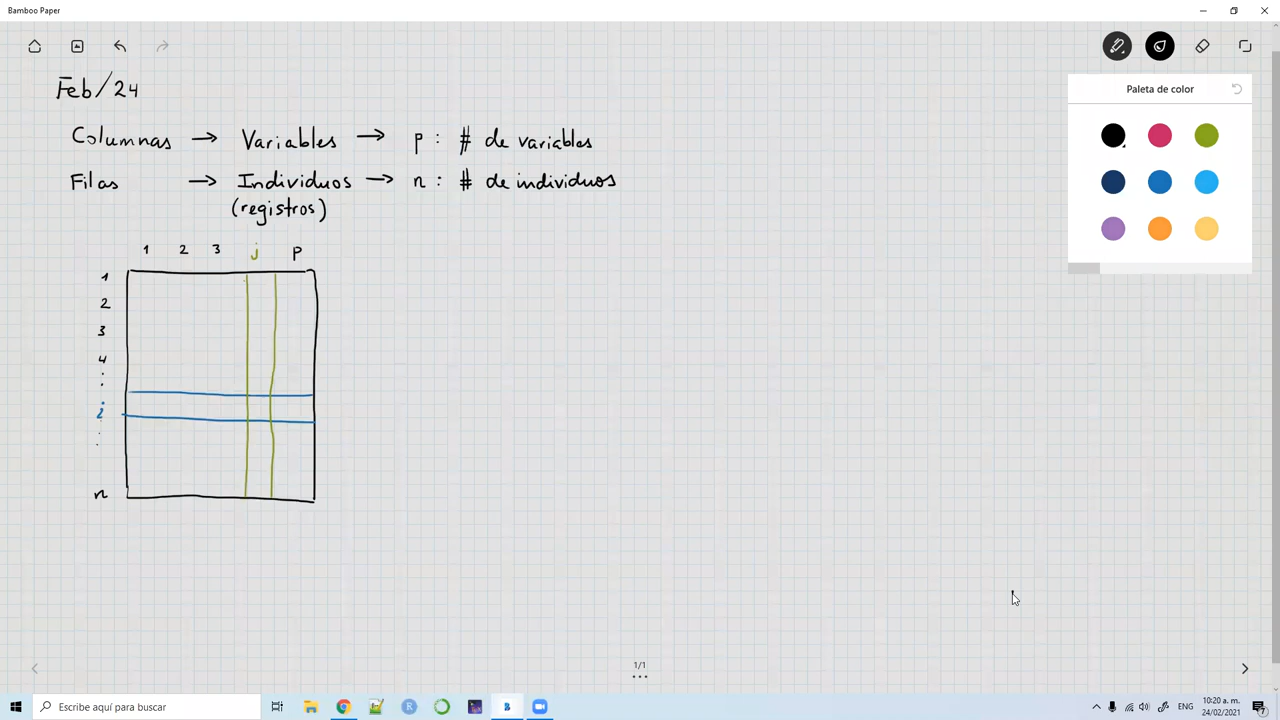 Bamboo Paper
Feb/24
Paleta de color
Columnas → Variables → p : # de variables
Filas → Individuos → n : # de individuos
(registros)
1 2 3 j p
1
2
3
4
⋮
i
⋮
n
1/1
Escribe aquí para buscar
R
B
ENG
10:20 a. m.
24/02/2021
7